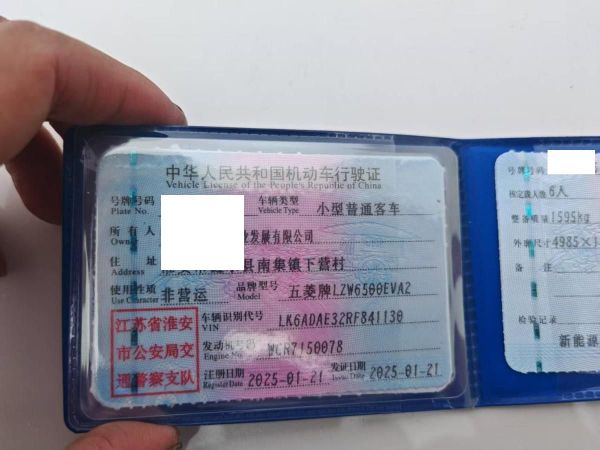 中华人民共和国机动车行驶证
Vehicle License of the People's Republic of China
号牌号码
Plate No.
车辆类型
Vehicle Type
小型普通客车
所有人
Owner
业发展有限公司
住址
Address
县南集镇下营村
使用性质
Use Character
非营运
品牌型号
Model
五菱牌LZW6500EVA2
江苏省淮安
市公安局交
通警察支队
车辆识别代号
VIN
LK6ADAE32RF841130
发动机号码
Engine No.
WCR7150078
注册日期
Register Date
2025-01-21
发证日期
Issue Date
2025-01-21
号牌号码
核定载人数 6人
整备质量 1595kg
外廓尺寸 4985×
备注
检验记录
新能源